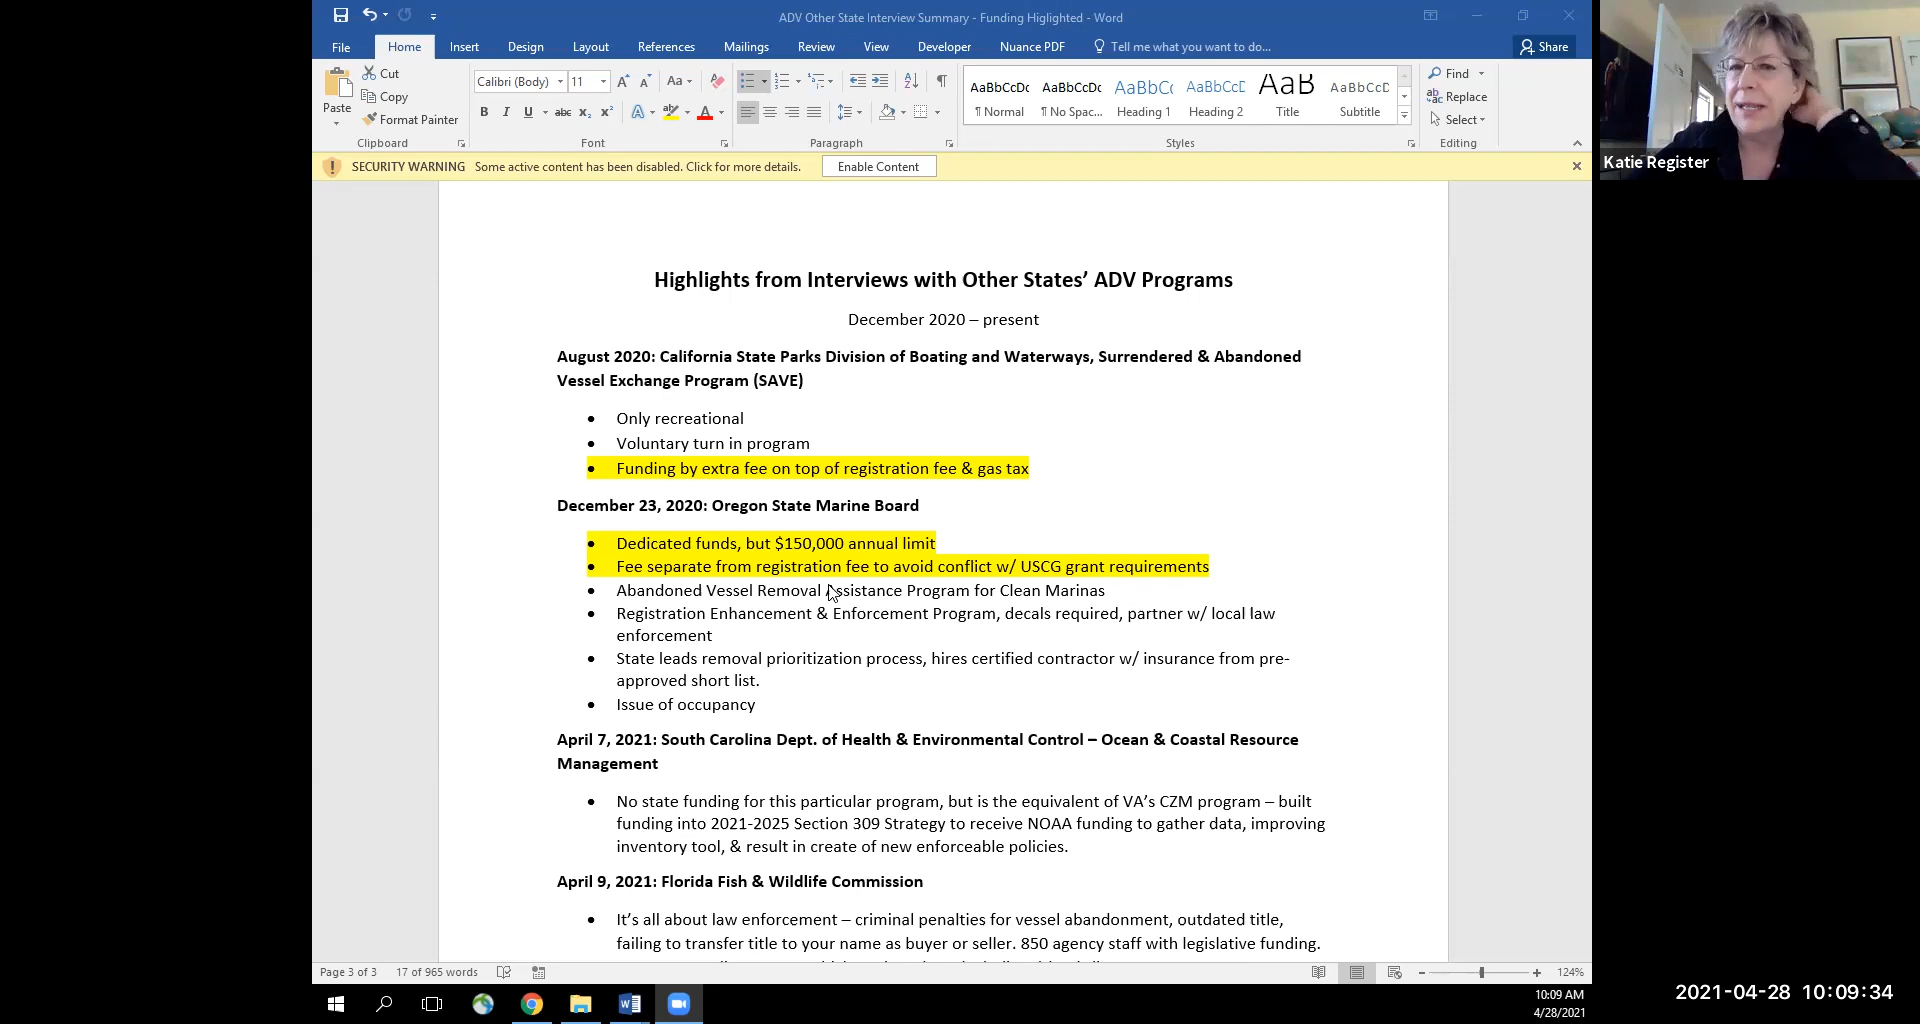 ADV Other State Interview Summary - Funding Higlighted - Word
File Home Insert Design Layout References Mailings Review View Developer Nuance PDF Tell me what you want to do... Share
Paste
Cut
Copy
Format Painter
Clipboard
Calibri (Body) 11
Font
Paragraph
AaBbCcDc AaBbCcDc AaBbCc AaBbCcD AaB AaBbCcD
¶ Normal ¶ No Spac... Heading 1 Heading 2 Title Subtitle
Styles
Find
Replace
Select
Editing
SECURITY WARNING Some active content has been disabled. Click for more details. Enable Content
Katie Register
Highlights from Interviews with Other States’ ADV Programs
December 2020 – present
August 2020: California State Parks Division of Boating and Waterways, Surrendered & Abandoned
Vessel Exchange Program (SAVE)
• Only recreational
• Voluntary turn in program
• Funding by extra fee on top of registration fee & gas tax
December 23, 2020: Oregon State Marine Board
• Dedicated funds, but $150,000 annual limit
• Fee separate from registration fee to avoid conflict w/ USCG grant requirements
• Abandoned Vessel Removal Assistance Program for Clean Marinas
• Registration Enhancement & Enforcement Program, decals required, partner w/ local law
enforcement
• State leads removal prioritization process, hires certified contractor w/ insurance from pre-
approved short list.
• Issue of occupancy
April 7, 2021: South Carolina Dept. of Health & Environmental Control – Ocean & Coastal Resource
Management
• No state funding for this particular program, but is the equivalent of VA’s CZM program – built
funding into 2021-2025 Section 309 Strategy to receive NOAA funding to gather data, improving
inventory tool, & result in create of new enforceable policies.
April 9, 2021: Florida Fish & Wildlife Commission
• It’s all about law enforcement – criminal penalties for vessel abandonment, outdated title,
failing to transfer title to your name as buyer or seller. 850 agency staff with legislative funding.
Page 3 of 3 17 of 965 words 124%
10:09 AM
4/28/2021
2021-04-28 10:09:34